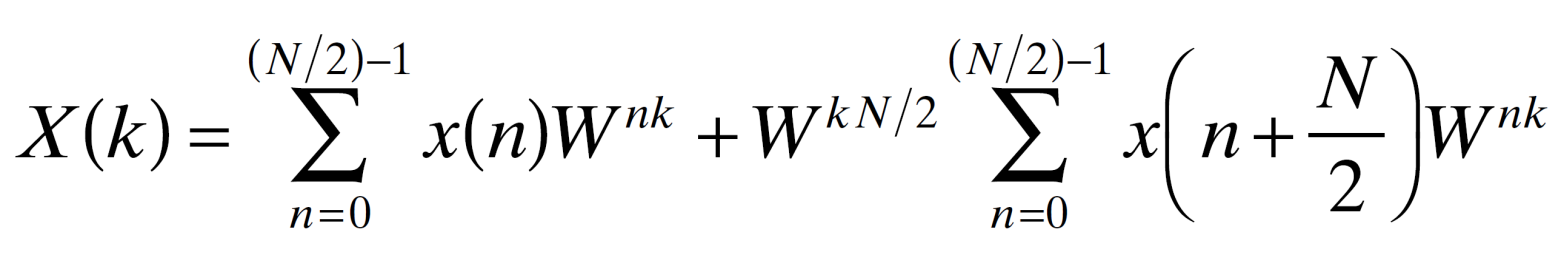 X(k) = \sum_{n=0}^{(N/2)-1} x(n)W^{nk} + W^{kN/2} \sum_{n=0}^{(N/2)-1} x\left(n+\frac{N}{2}\right)W^{nk}